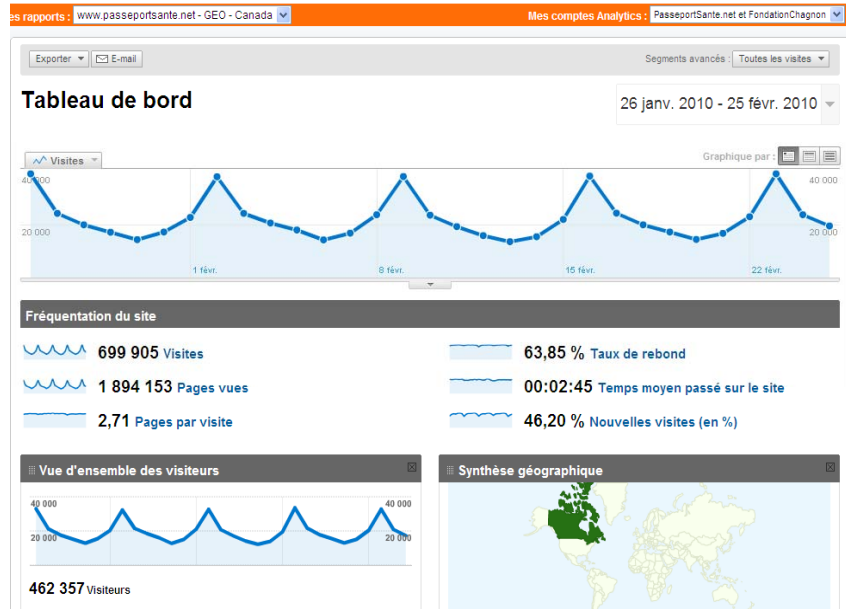 es rapports : www.passeportsante.net - GEO - Canada Mes comptes Analytics : PasseportSante.net et FondationChagnon
Exporter E-mail Segments avancés : Toutes les visites
Tableau de bord 26 janv. 2010 - 25 févr. 2010
Visites Graphique par :
40 000 40 000
20 000 20 000
1 févr. 8 févr. 15 févr. 22 févr.
Fréquentation du site
699 905 Visites 63,85 % Taux de rebond
1 894 153 Pages vues 00:02:45 Temps moyen passé sur le site
2,71 Pages par visite 46,20 % Nouvelles visites (en %)
Vue d'ensemble des visiteurs Synthèse géographique
40 000 40 000
20 000 20 000
462 357 Visiteurs